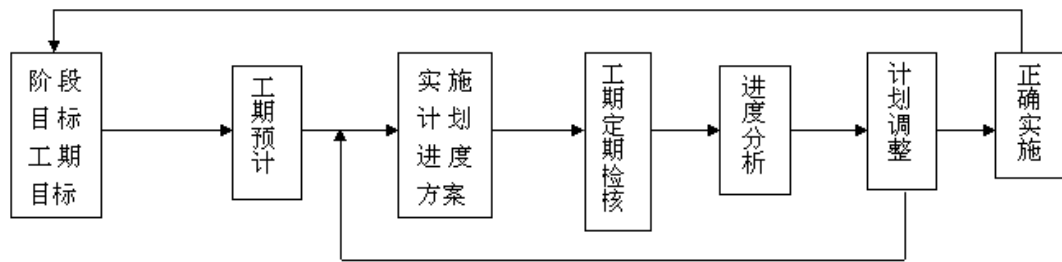 阶段
目标
工期
目标
工期预计
实施
计划
进度
方案
工期定期检核
进度分析
计划调整
正确实施